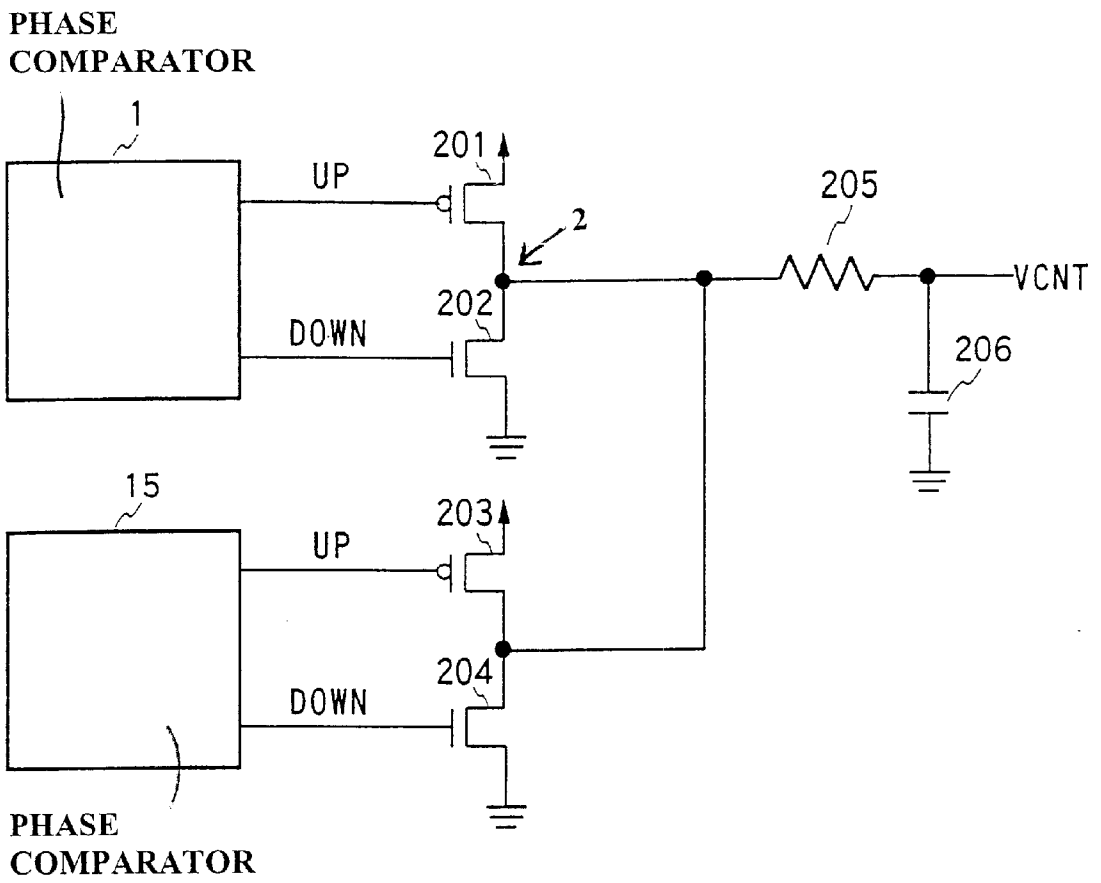 PHASE
COMPARATOR
1
UP
201
2
205
VCNT
DOWN
202
206
15
UP
203
DOWN
204
PHASE
COMPARATOR